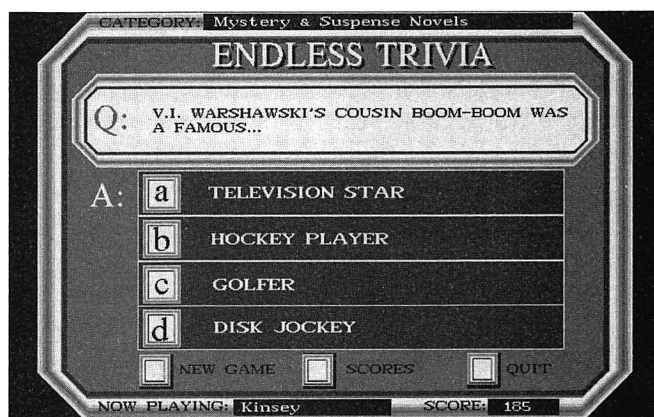 CATEGORY: Mystery & Suspense Novels
ENDLESS TRIVIA
Q: V.I. WARSHAWSKI'S COUSIN BOOM-BOOM WAS
A FAMOUS...
A: a TELEVISION STAR
b HOCKEY PLAYER
c GOLFER
d DISK JOCKEY
NEW GAME SCORES QUIT
NOW PLAYING: Kinsey SCORE: 185